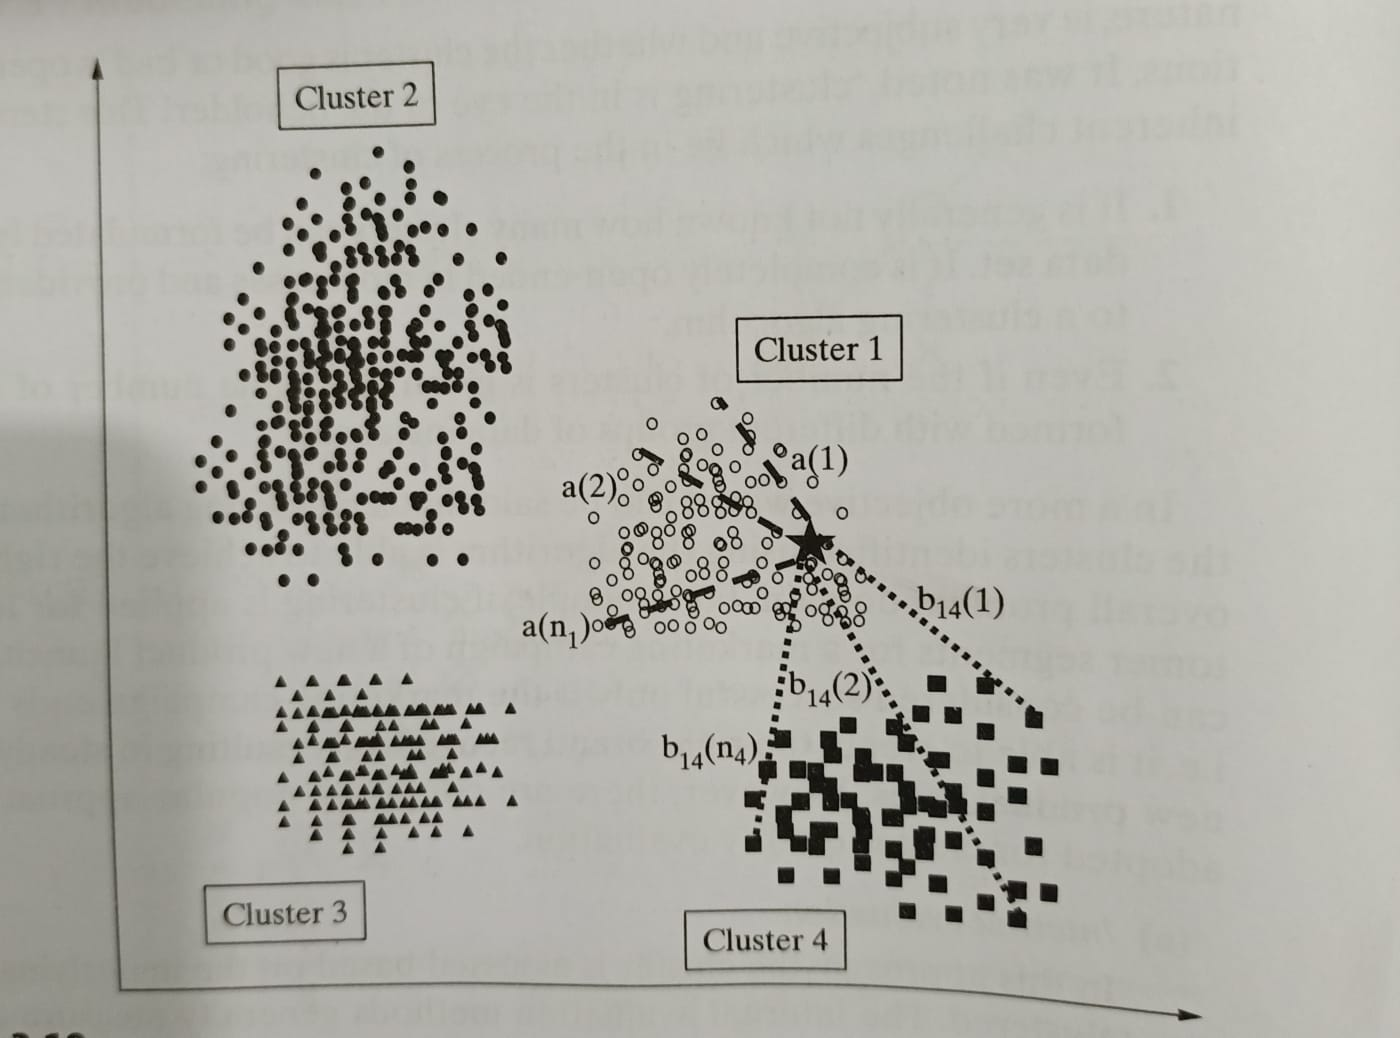 Cluster 2
Cluster 1
a(1)
a(2)
b₁₄(1)
a(n₁)
b₁₄(2)
b₁₄(n₄)
Cluster 3
Cluster 4